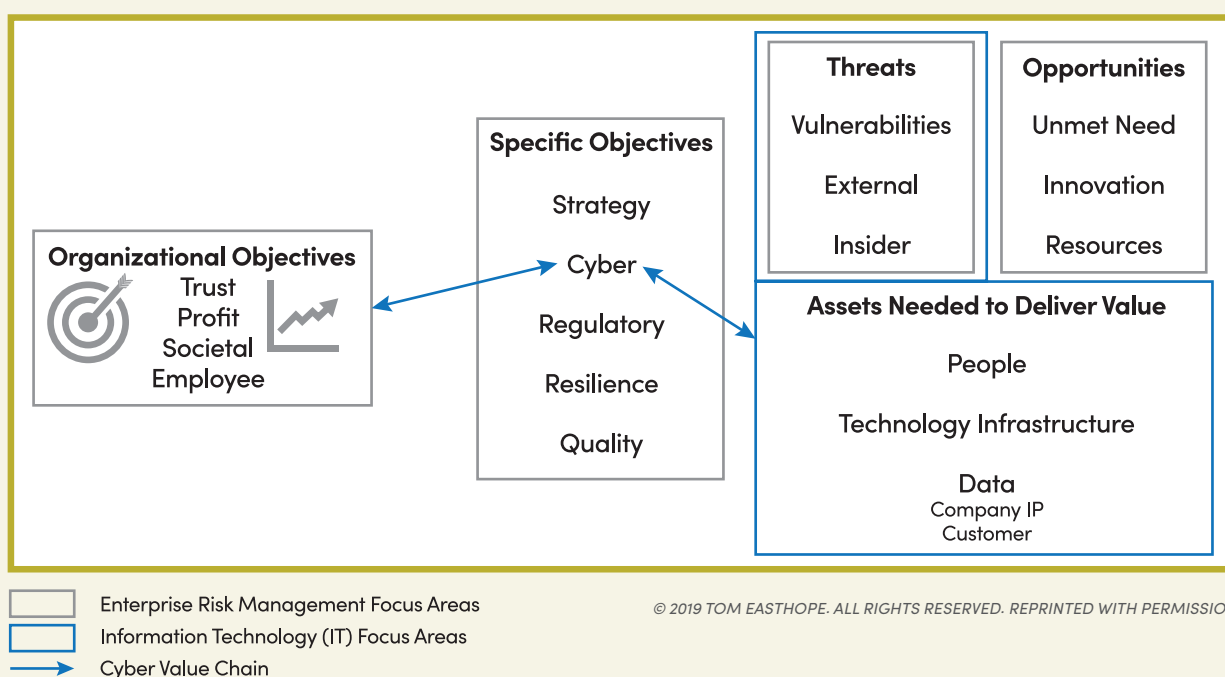 Organizational Objectives
Trust
Profit
Societal
Employee
Specific Objectives
Strategy
Cyber
Regulatory
Resilience
Quality
Threats
Vulnerabilities
External
Insider
Opportunities
Unmet Need
Innovation
Resources
Assets Needed to Deliver Value
People
Technology Infrastructure
Data
Company IP
Customer
Enterprise Risk Management Focus Areas
Information Technology (IT) Focus Areas
Cyber Value Chain
© 2019 TOM EASTHOPE. ALL RIGHTS RESERVED. REPRINTED WITH PERMISSIO